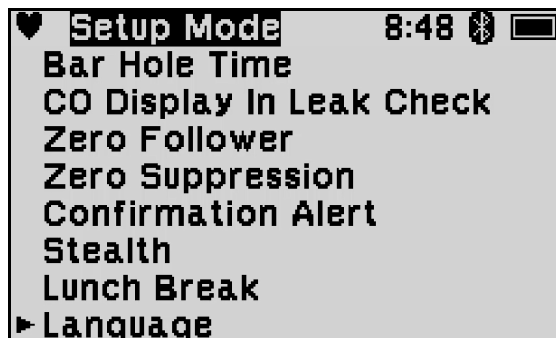 Setup Mode 8:48
Bar Hole Time
CO Display In Leak Check
Zero Follower
Zero Suppression
Confirmation Alert
Stealth
Lunch Break
Language